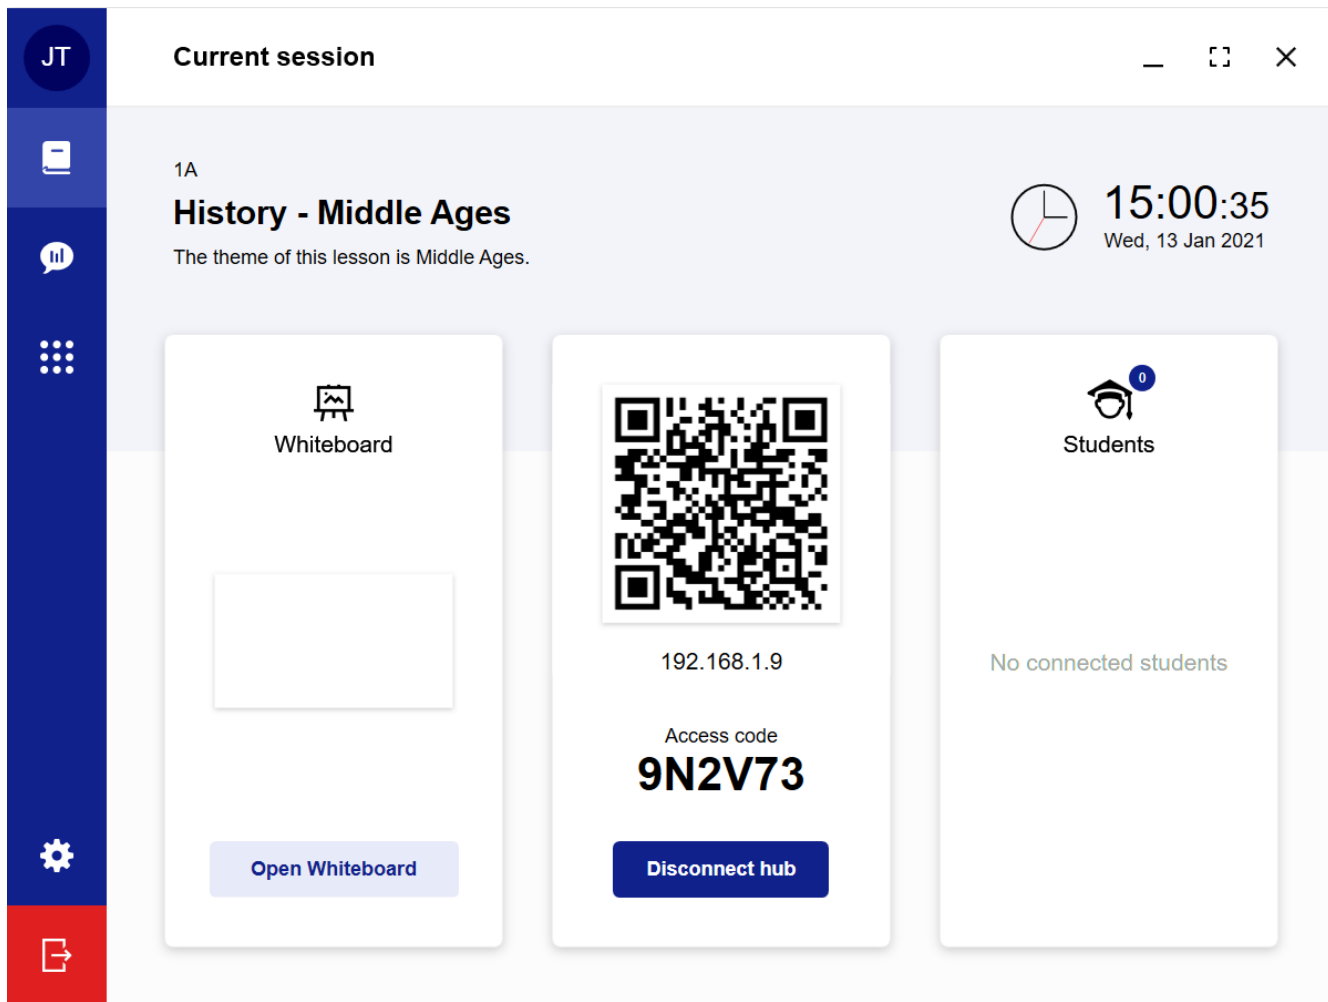 JT
Current session
1A
History - Middle Ages
The theme of this lesson is Middle Ages.
15:00:35
Wed, 13 Jan 2021
Whiteboard
Open Whiteboard
192.168.1.9
Access code
9N2V73
Disconnect hub
0
Students
No connected students